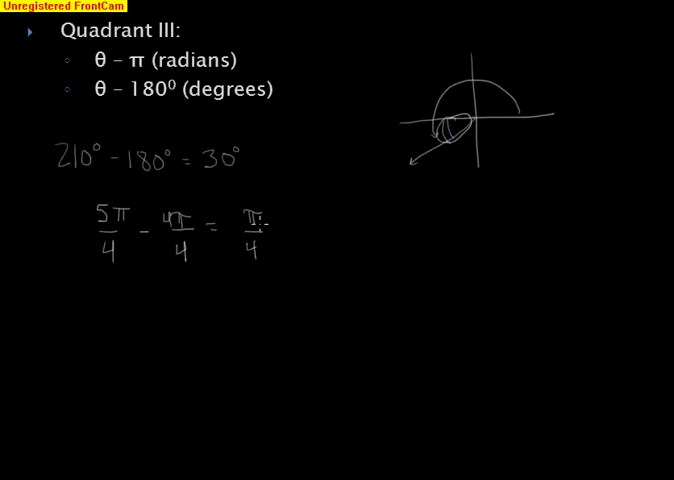 Unregistered FrontCam
Quadrant III:
θ – π (radians)
θ – 180⁰ (degrees)
210° - 180° = 30°
5π/4 - 4π/4 = π/4